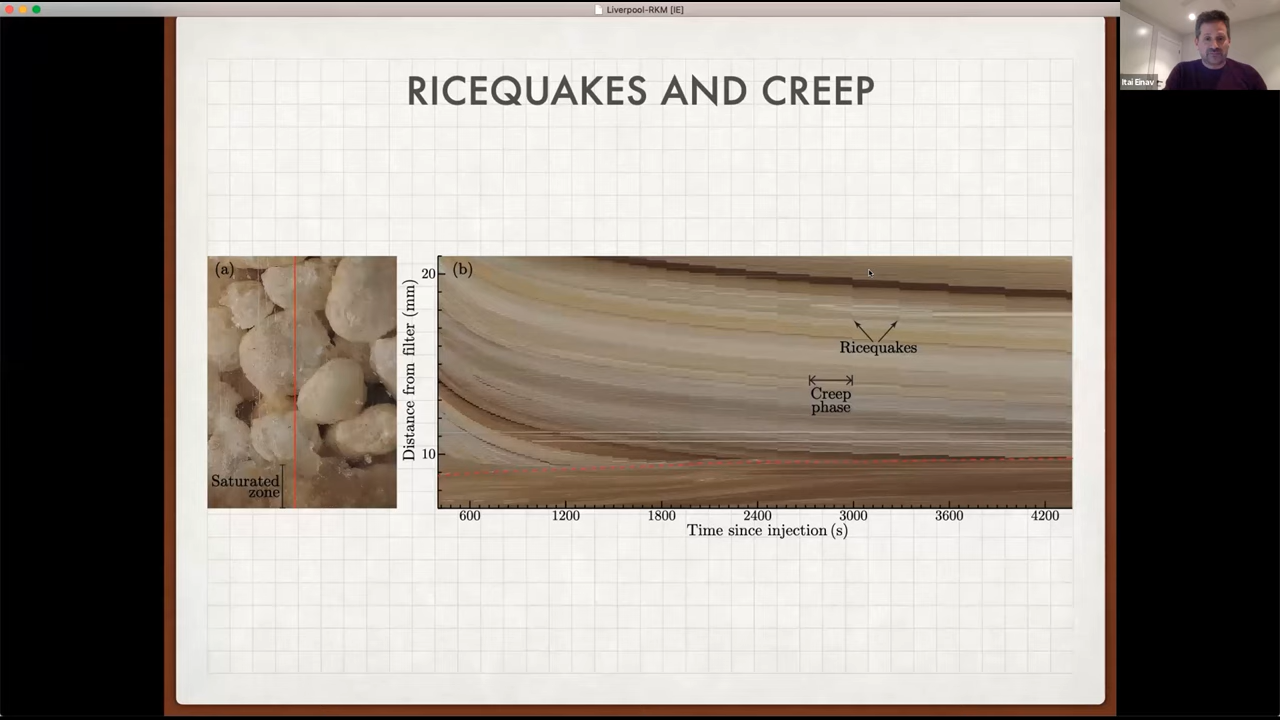 Liverpool-RKM [IE]
Itai Einav
RICEQUAKES AND CREEP
(a)
Saturated
zone
(b)
Distance from filter (mm)
20
10
Ricequakes
Creep
phase
600 1200 1800 2400 3000 3600 4200
Time since injection (s)